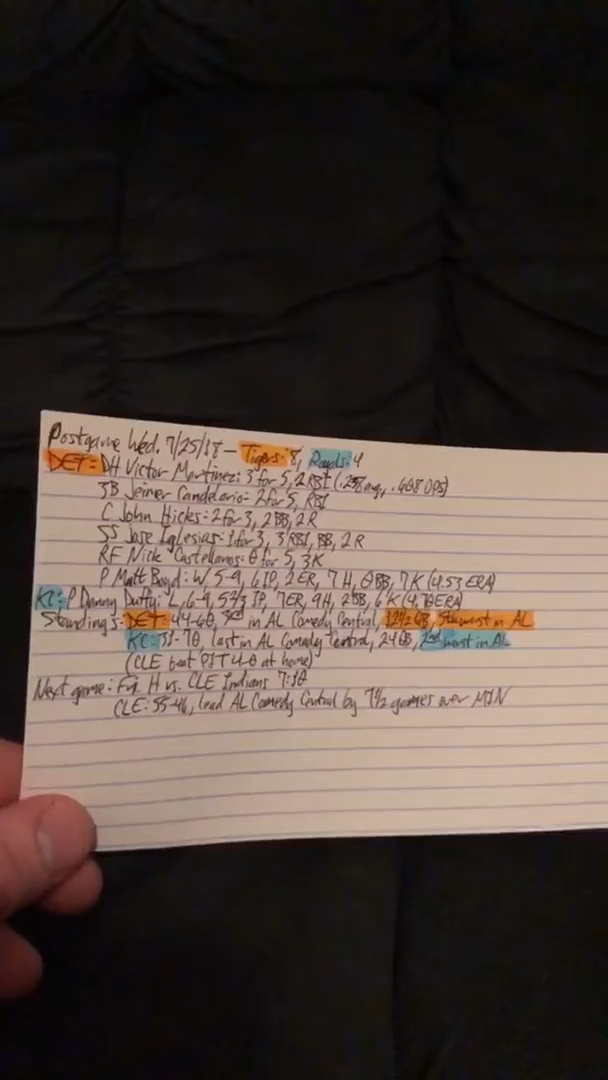 Postgame Wed. 7/25/18 - Tigers: 8, Royals: 4
DET: DH Victor Martinez: 3 for 5, 2 RBI (avg, OPS)
3B Jeimer Candelario: 2 for 5, RBI
C John Hicks: 2 for 3, 2 BB, 2 R
SS Jose Iglesias: 1 for 3, 3 RBI, BB, 2 R
RF Nick Castellanos: 0 for 5, 3K
P Matt Boyd: W, 5-9, 6 IP, 2 ER, 7 H, 0 BB, 7 K (4.53 ERA)
KC: P Danny Duffy: L, 6-9, 5 2/3 IP, 7 ER, 9 H, 2 BB, 6 K (ERA)
Standings: DET: 44-60, 3rd in AL Comedy Central, 12 1/2 GB, 5th worst in AL
KC: 31-70, last in AL Comedy Central, 24 GB, 2nd worst in AL
(CLE beat PIT 4-0 at home)
Next game: Fri. H vs. CLE Indians 7:10
CLE: 55-46, lead AL Comedy Central by 7 1/2 games over MIN